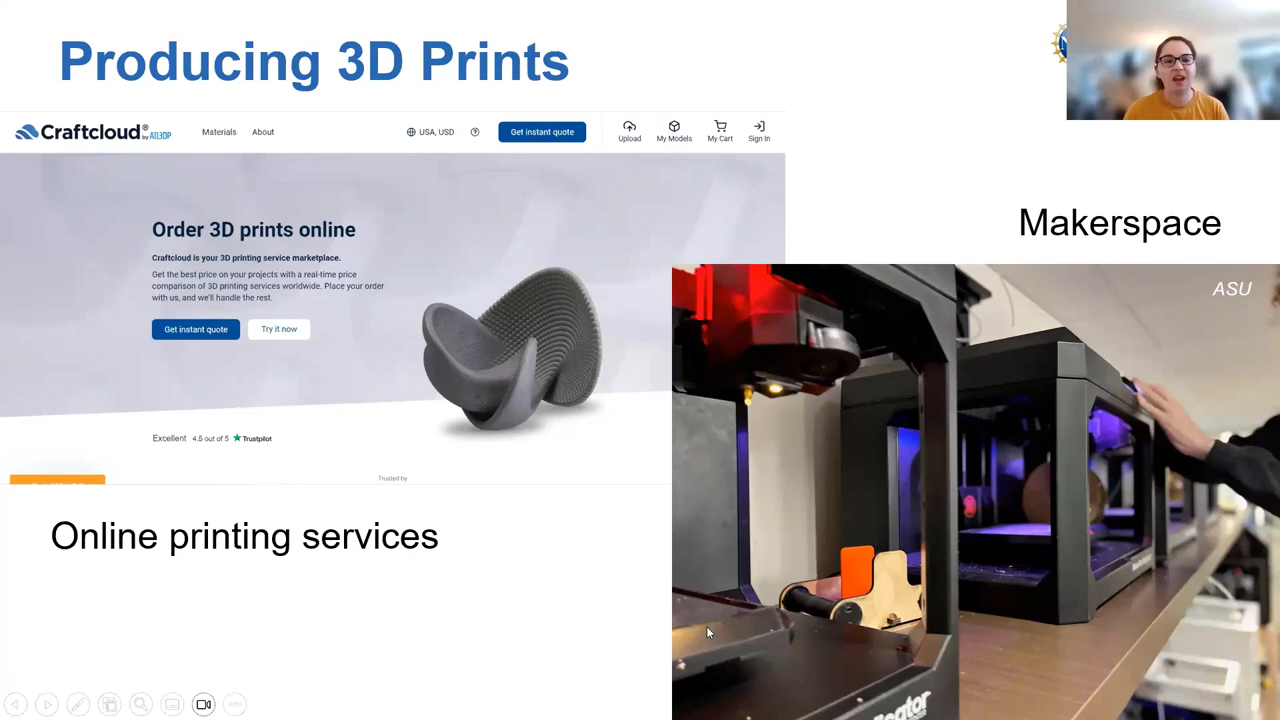 Producing 3D Prints
Craftcloud® by All3DP
Materials
About
USA, USD
Get instant quote
Upload
My Models
My Cart
Sign In
Order 3D prints online
Craftcloud is your 3D printing service marketplace.
Get the best price on your projects with a real-time price
comparison of 3D printing services worldwide. Place your order
with us, and we'll handle the rest.
Get instant quote
Try it now
Excellent 4.5 out of 5 Trustpilot
Trusted by
Makerspace
ASU
Online printing services